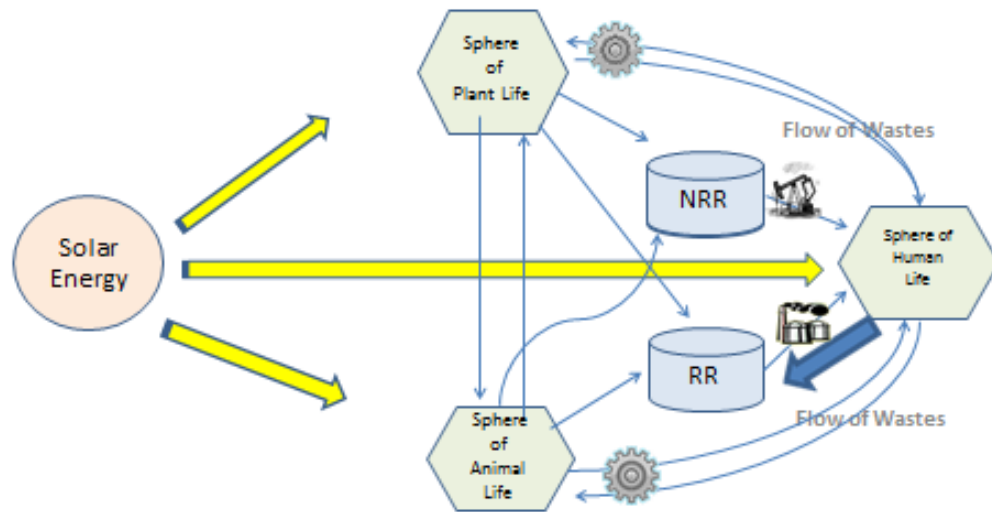 Sphere
of
Plant Life
Flow of Wastes
NRR
Solar
Energy
Sphere of
Human
Life
RR
Flow of Wastes
Sphere
of
Animal
Life